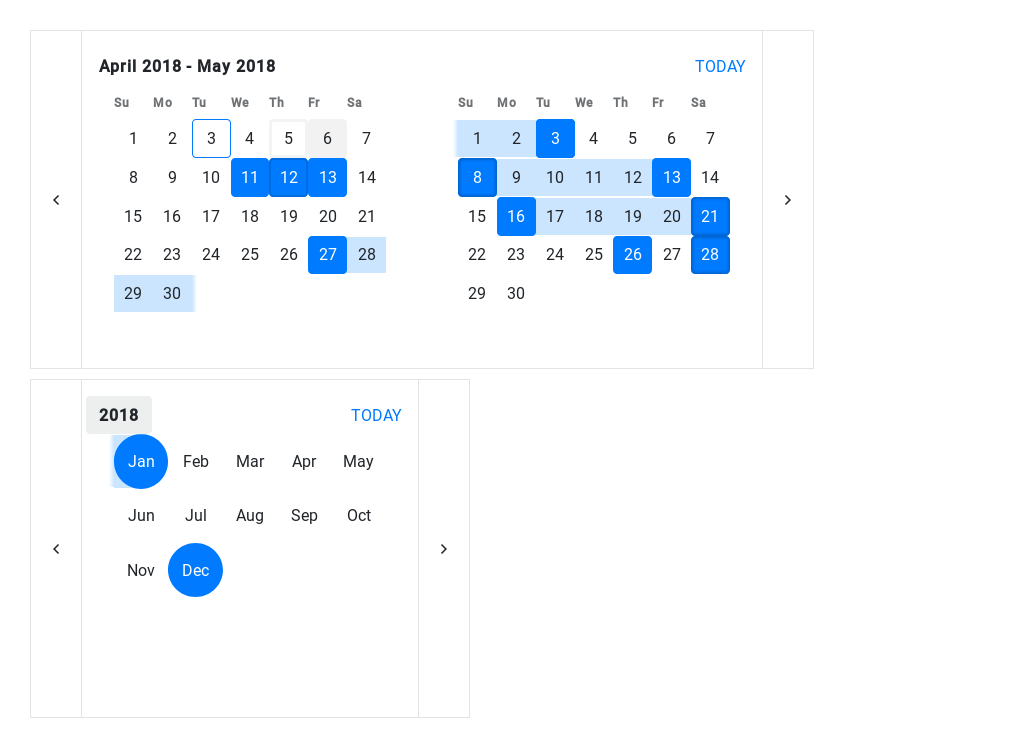 April 2018 - May 2018 TODAY
Su Mo Tu We Th Fr Sa
1 2 3 4 5 6 7
8 9 10 11 12 13 14
15 16 17 18 19 20 21
22 23 24 25 26 27 28
29 30
Su Mo Tu We Th Fr Sa
1 2 3 4 5 6 7
8 9 10 11 12 13 14
15 16 17 18 19 20 21
22 23 24 25 26 27 28
29 30
2018 TODAY
Jan Feb Mar Apr May
Jun Jul Aug Sep Oct
Nov Dec